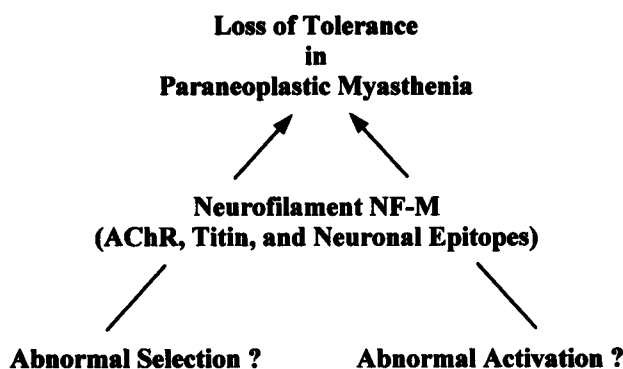 Loss of Tolerance
in
Paraneoplastic Myasthenia
Neurofilament NF-M
(AChR, Titin, and Neuronal Epitopes)
Abnormal Selection ?
Abnormal Activation ?